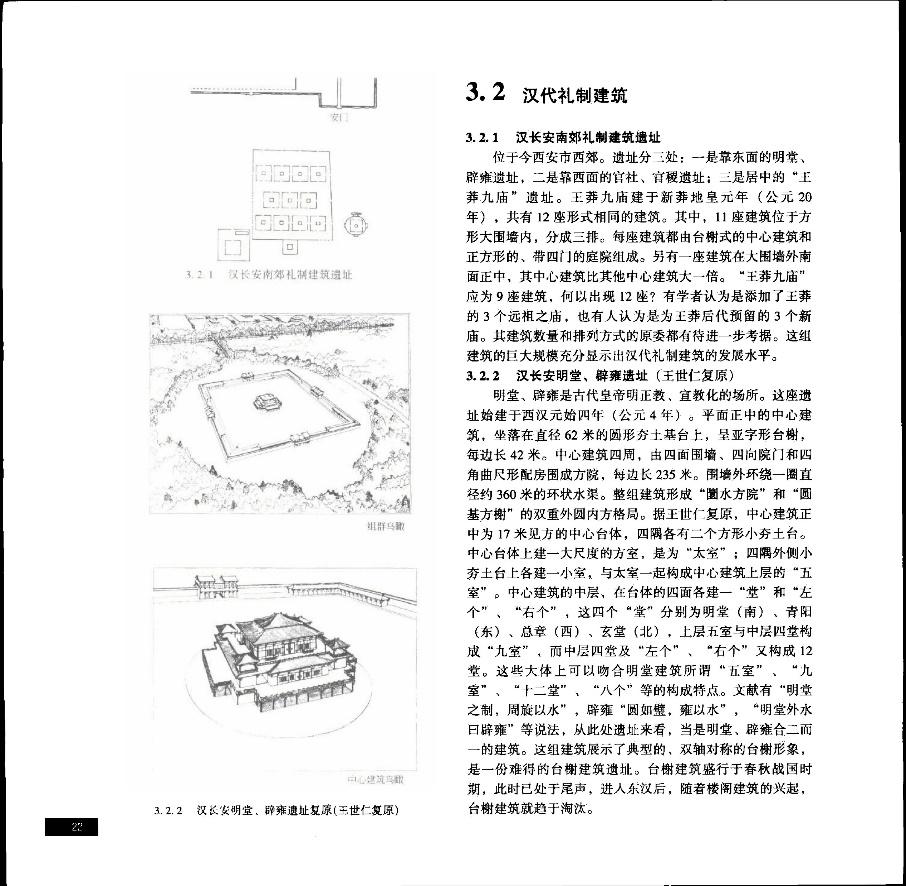 安门
3.2.1 汉长安南郊礼制建筑遗址
组群鸟瞰
中心建筑鸟瞰
3.2.2 汉长安明堂、辟雍遗址复原(王世仁复原)
22
3.2 汉代礼制建筑
3.2.1 汉长安南郊礼制建筑遗址
位于今西安市西郊。遗址分三处：一是靠东面的明堂、
辟雍遗址，二是靠西面的官社、官稷遗址；三是居中的“王
莽九庙”遗址。王莽九庙建于新莽地皇元年（公元 20
年），共有 12 座形式相同的建筑。其中，11 座建筑位于方
形大围墙内，分成三排。每座建筑都由台榭式的中心建筑和
正方形的、带四门的庭院组成。另有一座建筑在大围墙外南
面正中，其中心建筑比其他中心建筑大一倍。“王莽九庙”
应为 9 座建筑，何以出现 12 座？有学者认为是添加了王莽
的 3 个远祖之庙，也有人认为是为王莽后代预留的 3 个新
庙。其建筑数量和排列方式的原委都有待进一步考据。这组
建筑的巨大规模充分显示出汉代礼制建筑的发展水平。
3.2.2 汉长安明堂、辟雍遗址（王世仁复原）
明堂、辟雍是古代皇帝明正教、宣教化的场所。这座遗
址始建于西汉元始四年（公元 4 年）。平面正中的中心建
筑，坐落在直径 62 米的圆形夯土基台上，呈亚字形台榭，
每边长 42 米。中心建筑四周，由四面围墙、四向院门和四
角曲尺形配房围成方院，每边长 235 米。围墙外环绕一圈直
径约 360 米的环状水渠。整组建筑形成“圜水方院”和“圆
基方榭”的双重外圆内方格局。据王世仁复原，中心建筑正
中为 17 米见方的中心台体，四隅各有二个方形小夯土台。
中心台体上建一大尺度的方室，是为“太室”；四隅外侧小
夯土台上各建一小室，与太室一起构成中心建筑上层的“五
室”。中心建筑的中层，在台体的四面各建一“堂”和“左
个”、“右个”，这四个“堂”分别为明堂（南）、青阳
（东）、总章（西）、玄堂（北），上层五室与中层四堂构
成“九室”，而中层四堂及“左个”、“右个”又构成 12
堂。这些大体上可以吻合明堂建筑所谓“五室”、“九
室”、“十二堂”、“八个”等的构成特点。文献有“明堂
之制，周旋以水”，辟雍“圆如璧，雍以水”，“明堂外水
曰辟雍”等说法，从此处遗址来看，当是明堂、辟雍合二而
一的建筑。这组建筑展示了典型的、双轴对称的台榭形象，
是一份难得的台榭建筑遗址。台榭建筑盛行于春秋战国时
期，此时已处于尾声，进入东汉后，随着楼阁建筑的兴起，
台榭建筑就趋于淘汰。